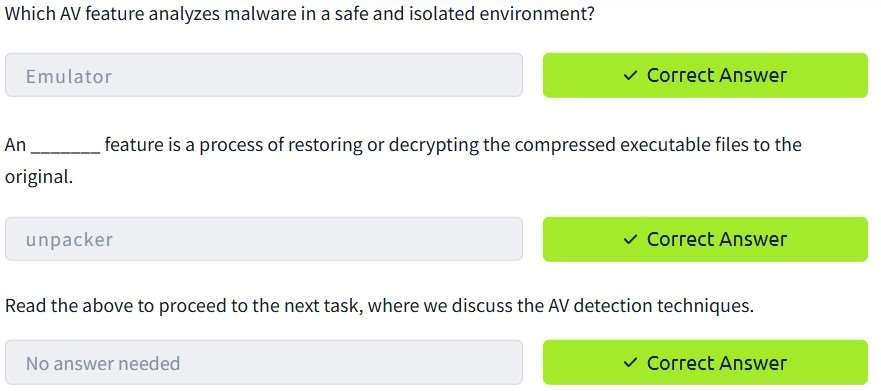 Which AV feature analyzes malware in a safe and isolated environment?
Emulator
✓ Correct Answer
An _______ feature is a process of restoring or decrypting the compressed executable files to the
original.
unpacker
✓ Correct Answer
Read the above to proceed to the next task, where we discuss the AV detection techniques.
No answer needed
✓ Correct Answer